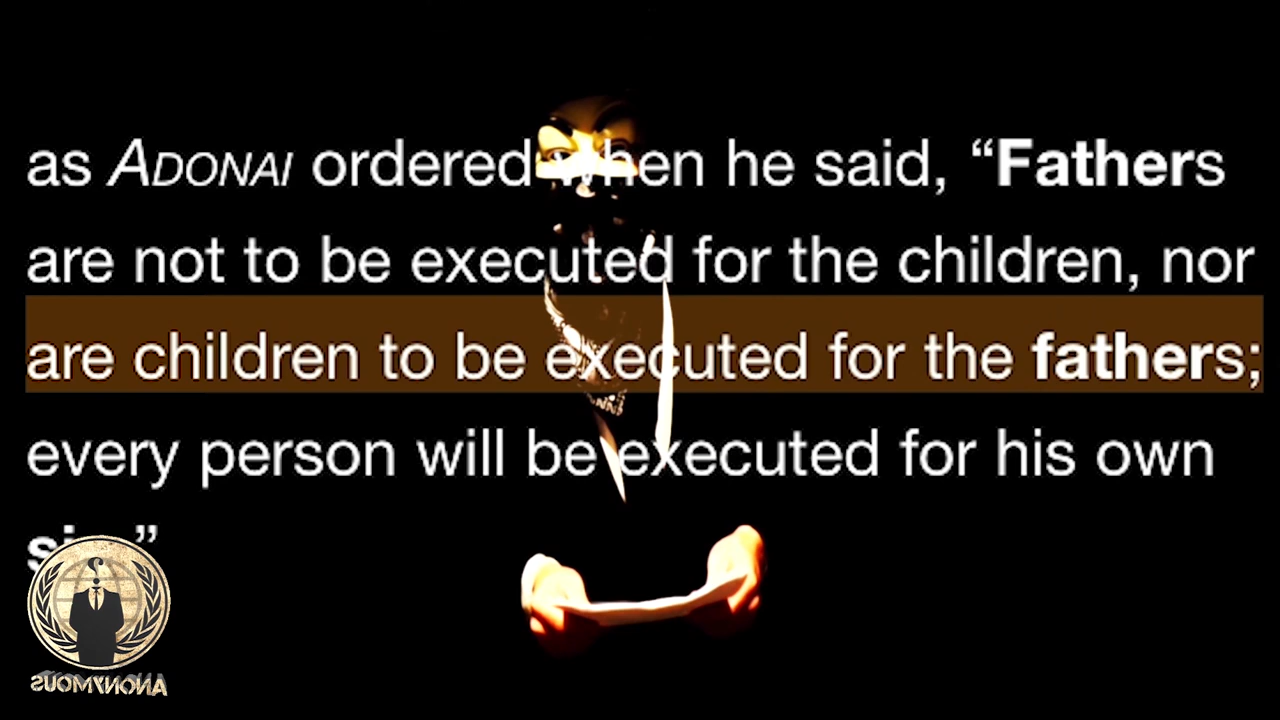 as ADONAI ordered when he said, “Fathers
are not to be executed for the children, nor
are children to be executed for the fathers;
every person will be executed for his own
ANONYMOUS